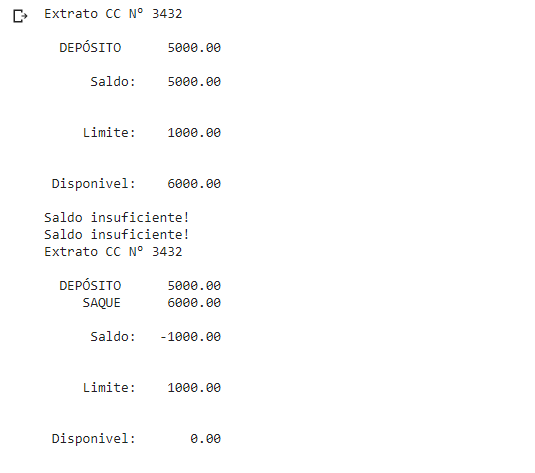 Extrato CC Nº 3432
DEPÓSITO 5000.00
Saldo: 5000.00
Limite: 1000.00
Disponivel: 6000.00
Saldo insuficiente!
Saldo insuficiente!
Extrato CC Nº 3432
DEPÓSITO 5000.00
SAQUE 6000.00
Saldo: -1000.00
Limite: 1000.00
Disponivel: 0.00